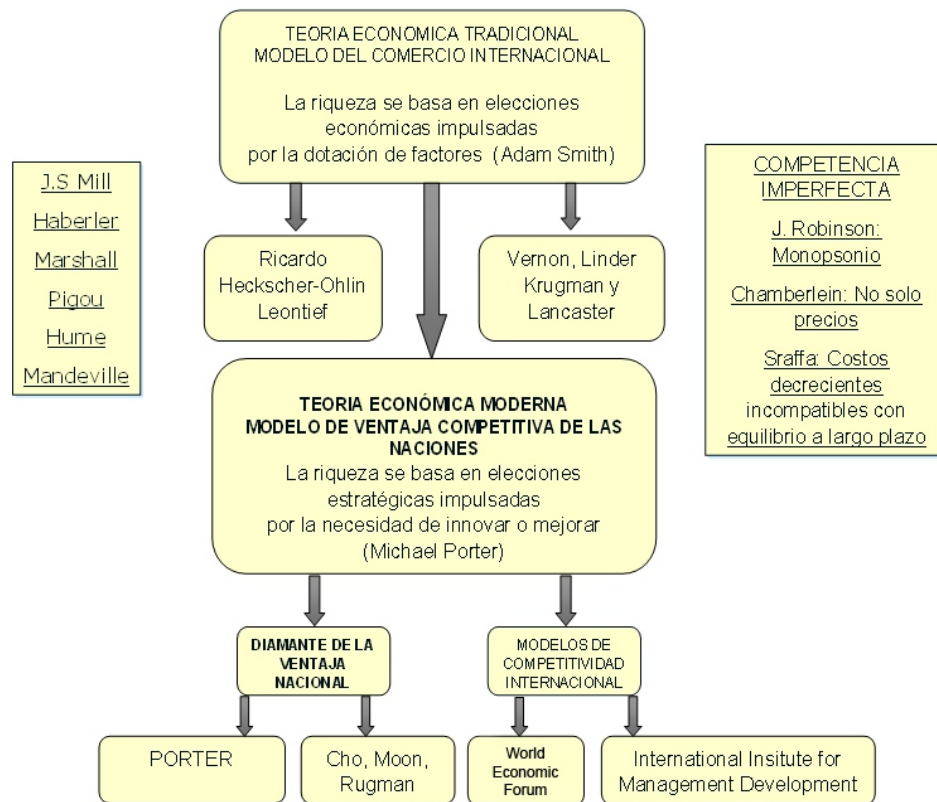 TEORIA ECONOMICA TRADICIONAL
MODELO DEL COMERCIO INTERNACIONAL
La riqueza se basa en elecciones
económicas impulsadas
por la dotación de factores (Adam Smith)
J.S Mill
Haberler
Marshall
Pigou
Hume
Mandeville
Ricardo
Heckscher-Ohlin
Leontief
Vernon, Linder
Krugman y
Lancaster
COMPETENCIA
IMPERFECTA
J. Robinson:
Monopsonio
Chamberlein: No solo
precios
Sraffa: Costos
decrecientes
incompatibles con
equilibrio a largo plazo
TEORIA ECONÓMICA MODERNA
MODELO DE VENTAJA COMPETITIVA DE LAS
NACIONES
La riqueza se basa en elecciones
estratégicas impulsadas
por la necesidad de innovar o mejorar
(Michael Porter)
DIAMANTE DE LA
VENTAJA
NACIONAL
MODELOS DE
COMPETITIVIDAD
INTERNACIONAL
PORTER
Cho, Moon,
Rugman
World
Economic
Forum
International Insitute for
Management Development